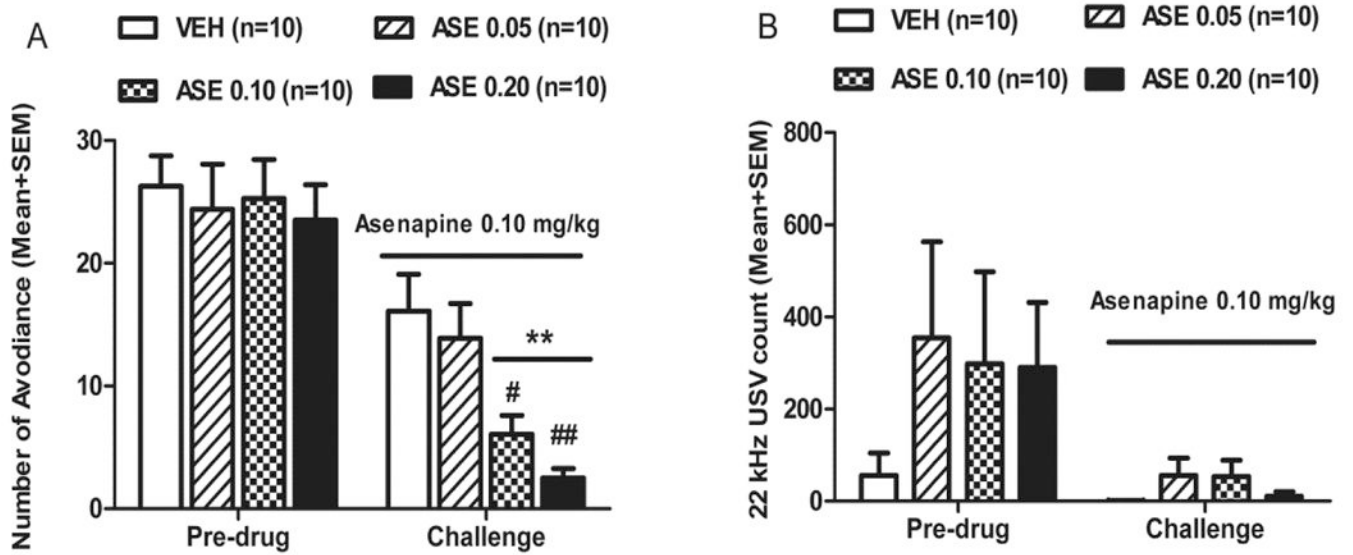 A
VEH (n=10)
ASE 0.05 (n=10)
ASE 0.10 (n=10)
ASE 0.20 (n=10)
Number of Avodiance (Mean+SEM)
30
20
10
0
Asenapine 0.10 mg/kg
**
#
##
Pre-drug
Challenge
B
VEH (n=10)
ASE 0.05 (n=10)
ASE 0.10 (n=10)
ASE 0.20 (n=10)
22 kHz USV count (Mean+SEM)
800
600
400
200
0
Asenapine 0.10 mg/kg
Pre-drug
Challenge